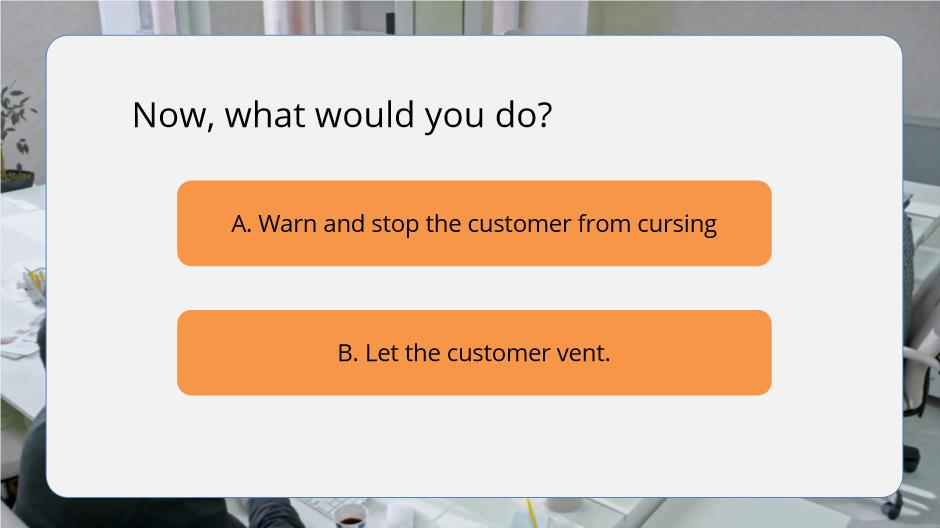 Now, what would you do?
A. Warn and stop the customer from cursing
B. Let the customer vent.